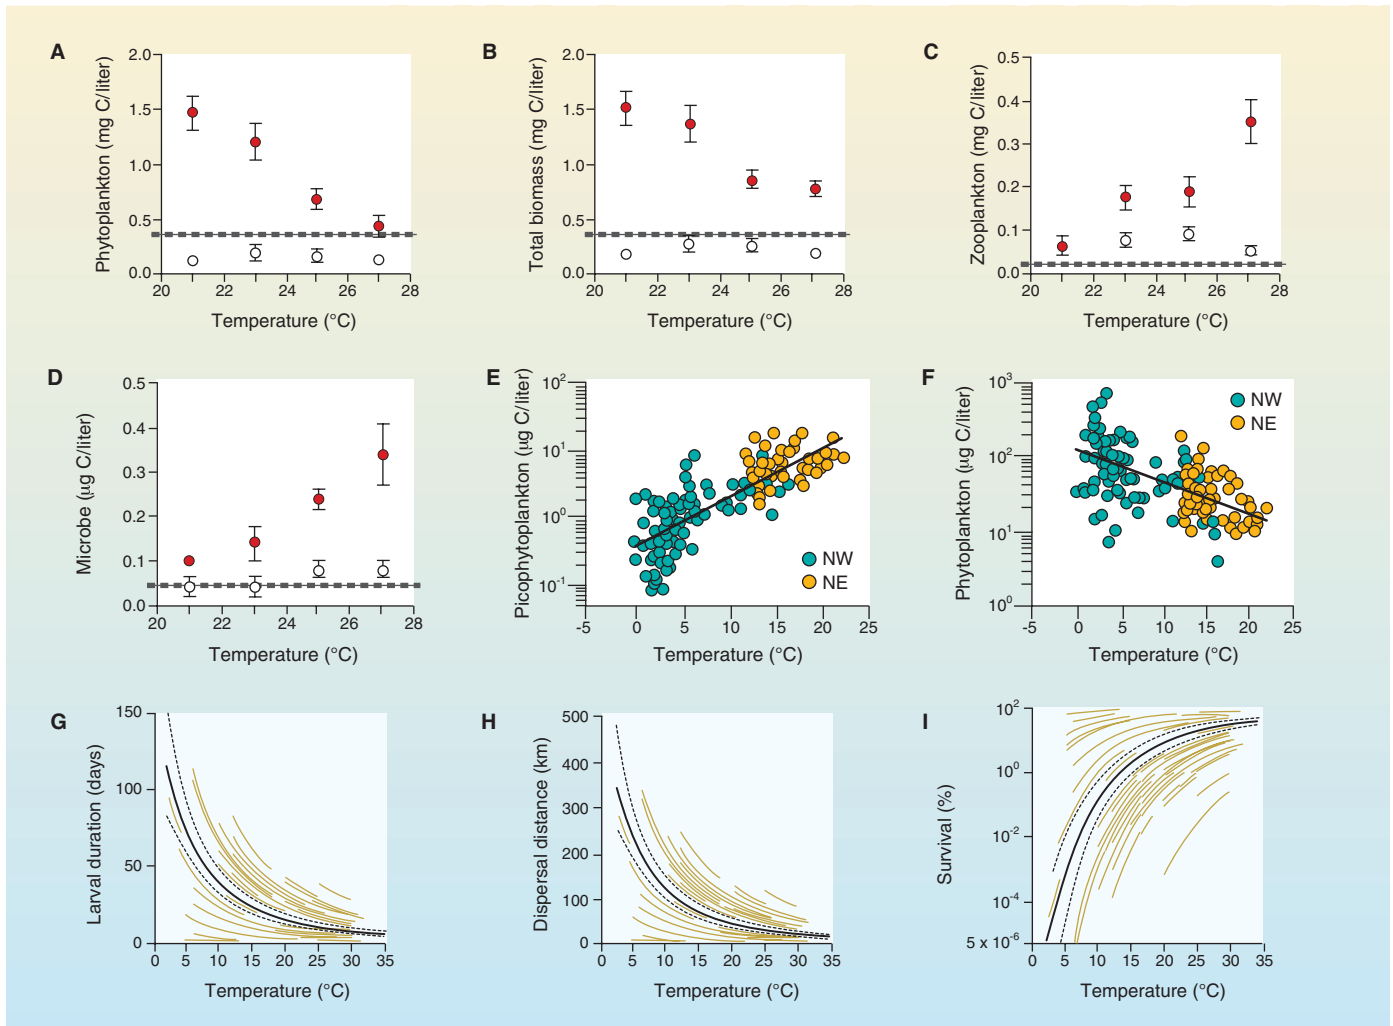 A
Phytoplankton (mg C/liter)
2.0
1.5
1.0
0.5
0.0
20 22 24 26 28
Temperature (°C)
B
Total biomass (mg C/liter)
2.0
1.5
1.0
0.5
0.0
20 22 24 26 28
Temperature (°C)
C
Zooplankton (mg C/liter)
0.5
0.4
0.3
0.2
0.1
0.0
20 22 24 26 28
Temperature (°C)
D
Microbe (µg C/liter)
0.5
0.4
0.3
0.2
0.1
0.0
20 22 24 26 28
Temperature (°C)
E
Picophytoplankton (µg C/liter)
10²
10¹
10⁰
10⁻¹
NW
NE
-5 0 5 10 15 20 25
Temperature (°C)
F
Phytoplankton (µg C/liter)
10³
10²
10¹
10⁰
NW
NE
-5 0 5 10 15 20 25
Temperature (°C)
G
Larval duration (days)
150
100
50
0
0 5 10 15 20 25 30 35
Temperature (°C)
H
Dispersal distance (km)
500
400
300
200
100
0
0 5 10 15 20 25 30 35
Temperature (°C)
I
Survival (%)
10²
10⁰
10⁻²
10⁻⁴
5 x 10⁻⁶
0 5 10 15 20 25 30 35
Temperature (°C)